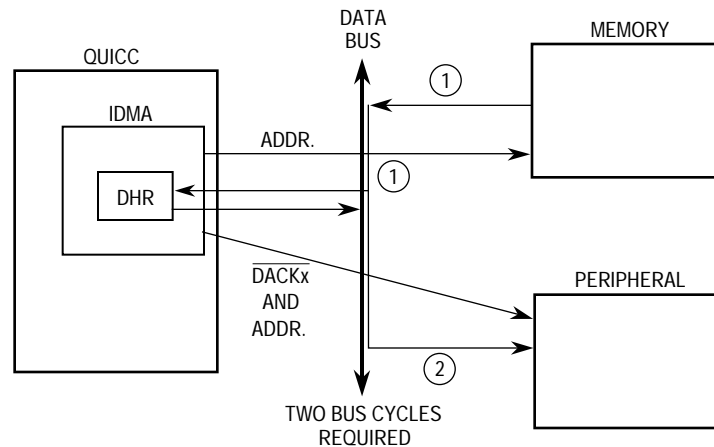 DATA
BUS
MEMORY
QUICC
1
IDMA
ADDR.
1
DHR
DACKx
AND
ADDR.
PERIPHERAL
2
TWO BUS CYCLES
REQUIRED